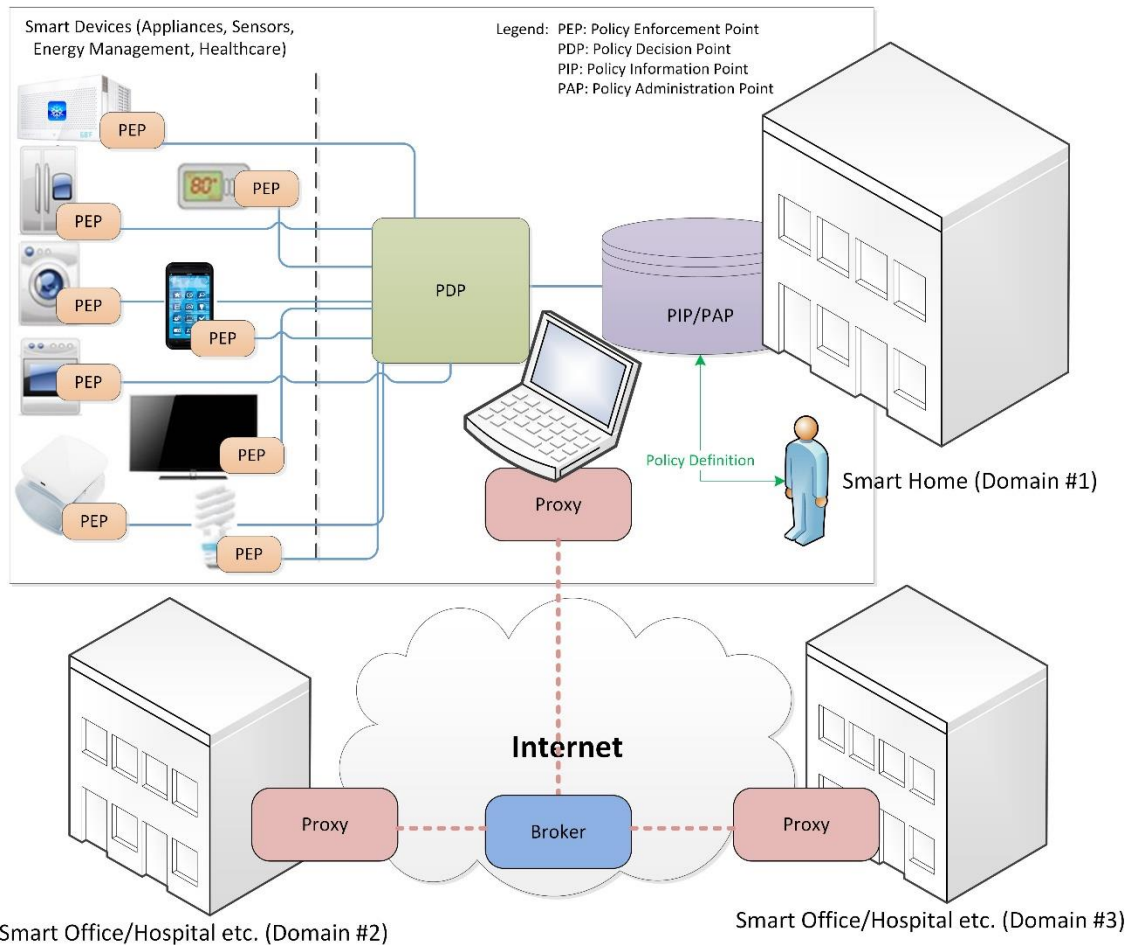 Smart Devices (Appliances, Sensors,
Energy Management, Healthcare)
Legend: PEP: Policy Enforcement Point
PDP: Policy Decision Point
PIP: Policy Information Point
PAP: Policy Administration Point
PEP
PEP
80°
PEP
PEP
PEP
PEP
PEP
PEP
PEP
PDP
PIP/PAP
Policy Definition
Proxy
Smart Home (Domain #1)
Internet
Proxy
Broker
Proxy
Smart Office/Hospital etc. (Domain #2)
Smart Office/Hospital etc. (Domain #3)